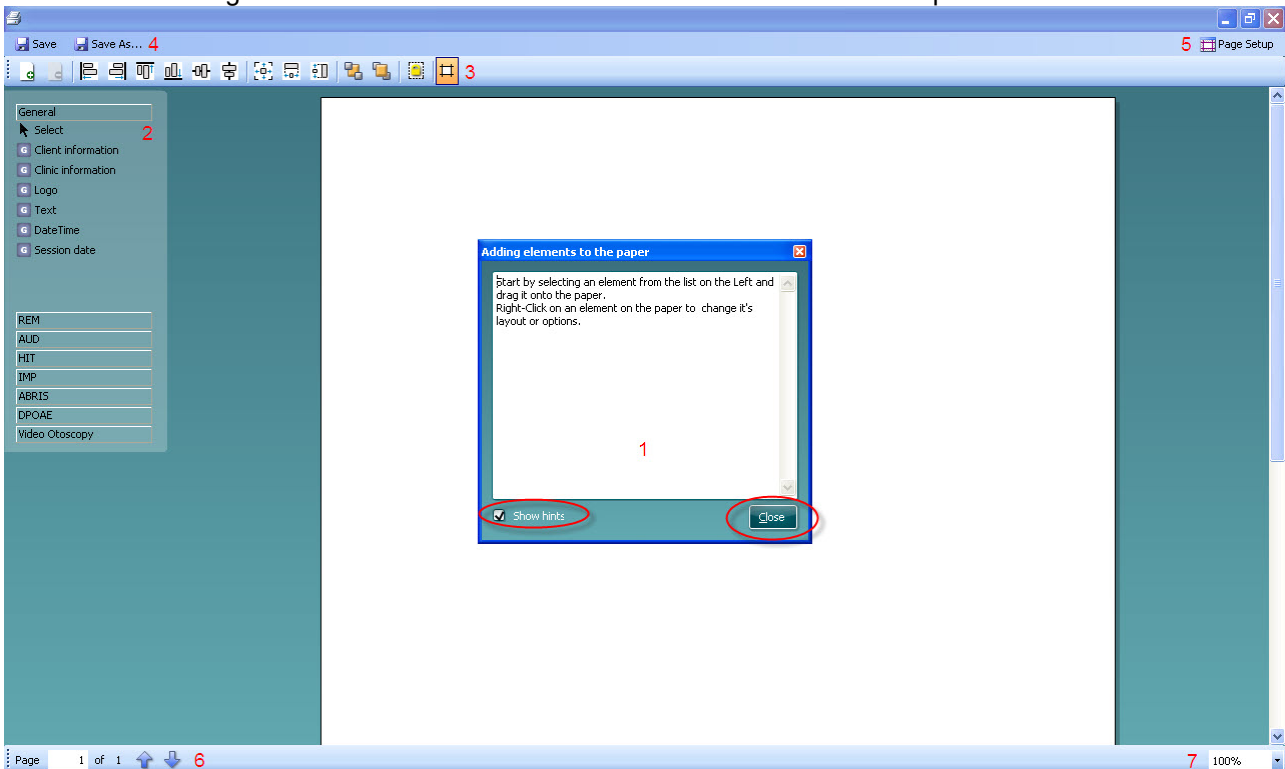 Save Save As... 4 5 Page Setup
3
General
Select 2
G Client information
G Clinic information
G Logo
G Text
G DateTime
G Session date
REM
AUD
HIT
IMP
ABRIS
DPOAE
Video Otoscopy
Adding elements to the paper
Start by selecting an element from the list on the Left and
drag it onto the paper.
Right-Click on an element on the paper to change it's
layout or options.
1
Show hints Close
Page 1 of 1 6 7 100%